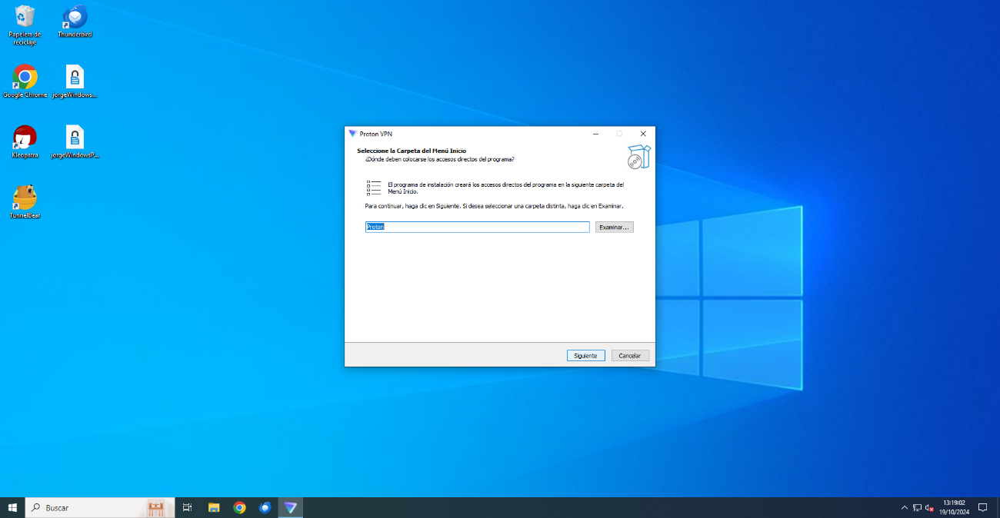 Papelera de
reciclaje
Thunderbird
Google Chrome
jorgeWindows...
Kleopatra
jorgeWindowsP...
TunnelBear
Proton VPN
Seleccione la Carpeta del Menú Inicio
¿Dónde deben colocarse los accesos directos del programa?
El programa de instalación creará los accesos directos del programa en la siguiente carpeta del
Menú Inicio.
Para continuar, haga clic en Siguiente. Si desea seleccionar una carpeta distinta, haga clic en Examinar.
Proton
Examinar...
Siguiente
Cancelar
Buscar
13:19:02
19/10/2024